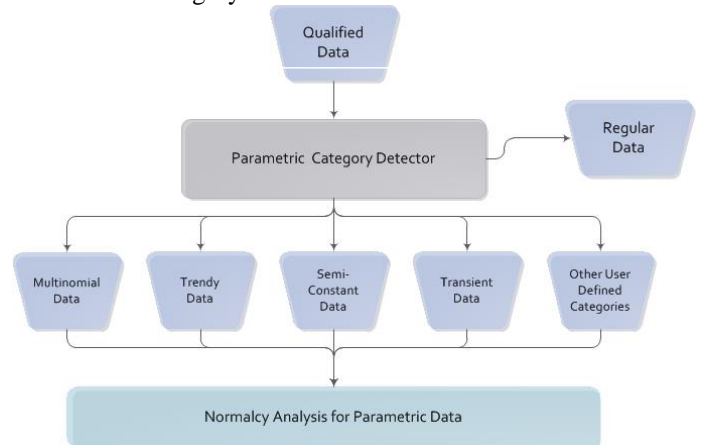 Qualified
Data
Parametric Category Detector
Regular
Data
Multinomial
Data
Trendy
Data
Semi-
Constant
Data
Transient
Data
Other User
Defined
Categories
Normalcy Analysis for Parametric Data